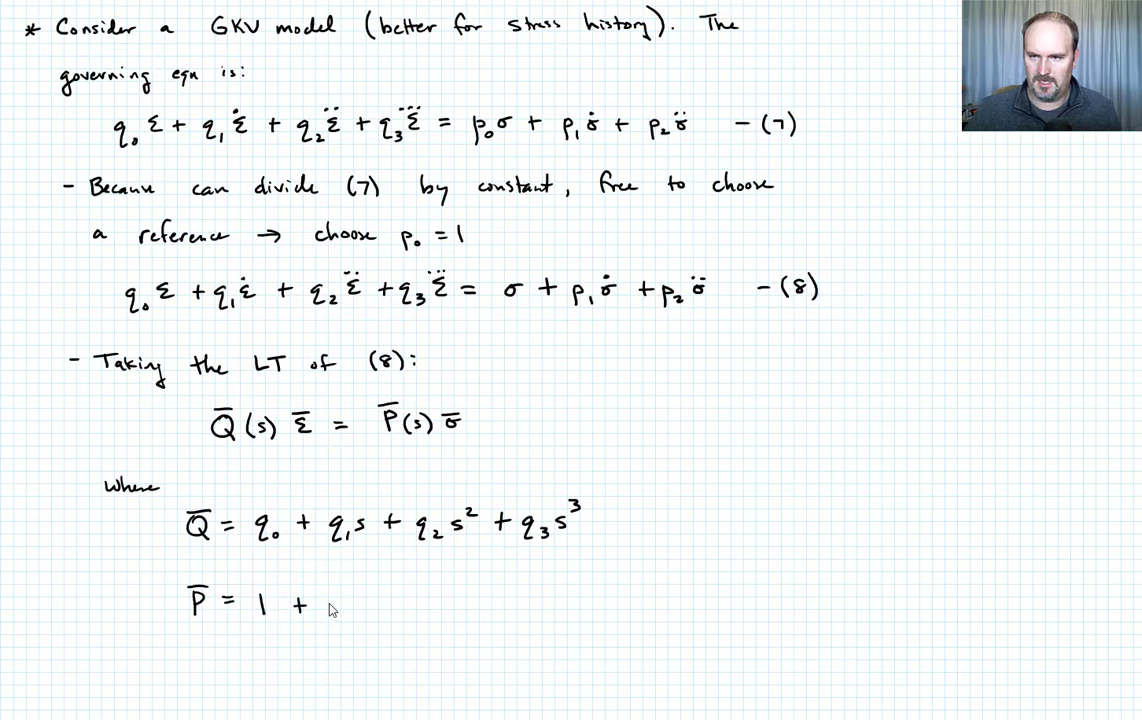 * Consider a GKV model (better for stress history). The
governing eqn is:
q₀ε + q₁ε̇ + q₂ε̈ + q₃ε⃛ = p₀σ + p₁σ̇ + p₂σ̈ - (7)
- Because can divide (7) by constant, free to choose
a reference → choose p₀ = 1
q₀ε + q₁ε̇ + q₂ε̈ + q₃ε⃛ = σ + p₁σ̇ + p₂σ̈ - (8)
- Taking the LT of (8):
Q̅(s) ε̅ = P̅(s) σ̅
where
Q̅ = q₀ + q₁s + q₂s² + q₃s³
P̅ = 1 +